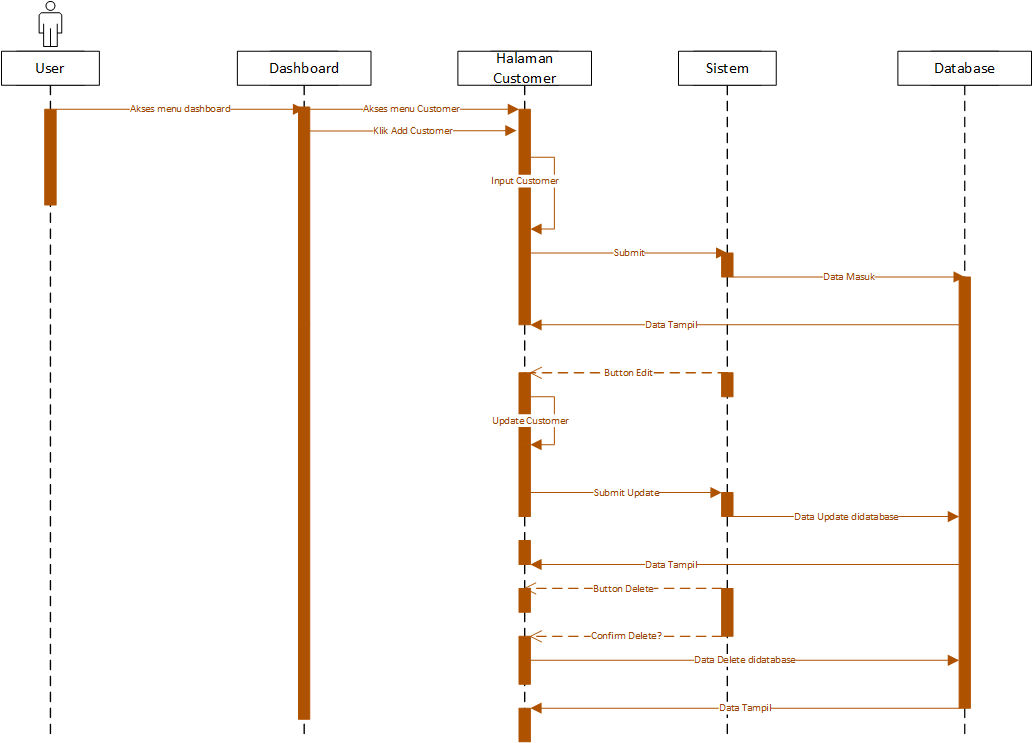 User
Dashboard
Halaman
Customer
Sistem
Database
Akses menu dashboard
Akses menu Customer
Klik Add Customer
Input Customer
Submit
Data Masuk
Data Tampil
Button Edit
Update Customer
Submit Update
Data Update didatabase
Data Tampil
Button Delete
Confirm Delete?
Data Delete didatabase
Data Tampil